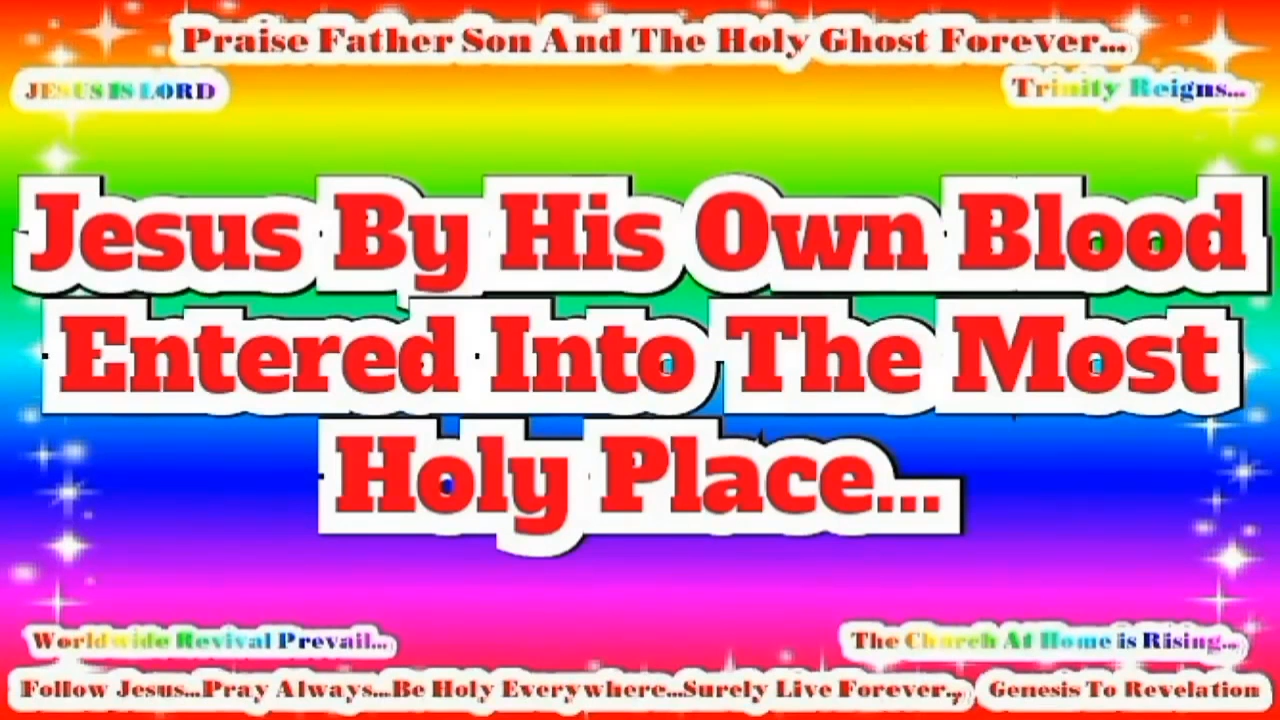 Praise Father Son And The Holy Ghost Forever...
JESUS IS LORD
Trinity Reigns...
Jesus By His Own Blood
Entered Into The Most
Holy Place...
Worldwide Revival Prevail...
The Church At Home is Rising...
Follow Jesus...Pray Always...Be Holy Everywhere...Surely Live Forever..,
Genesis To Revelation